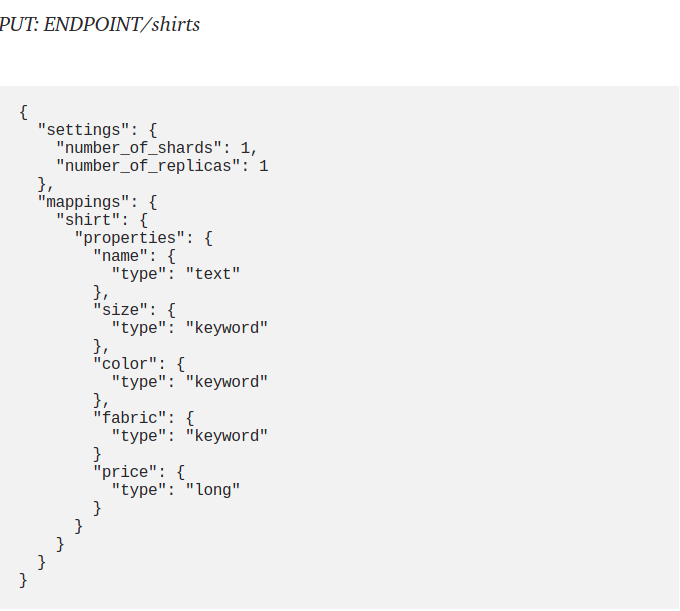 PUT: ENDPOINT/shirts
{
  "settings": {
    "number_of_shards": 1,
    "number_of_replicas": 1
  },
  "mappings": {
    "shirt": {
      "properties": {
        "name": {
          "type": "text"
        },
        "size": {
          "type": "keyword"
        },
        "color": {
          "type": "keyword"
        },
        "fabric": {
          "type": "keyword"
        }
        "price": {
          "type": "long"
        }
      }
    }
  }
}